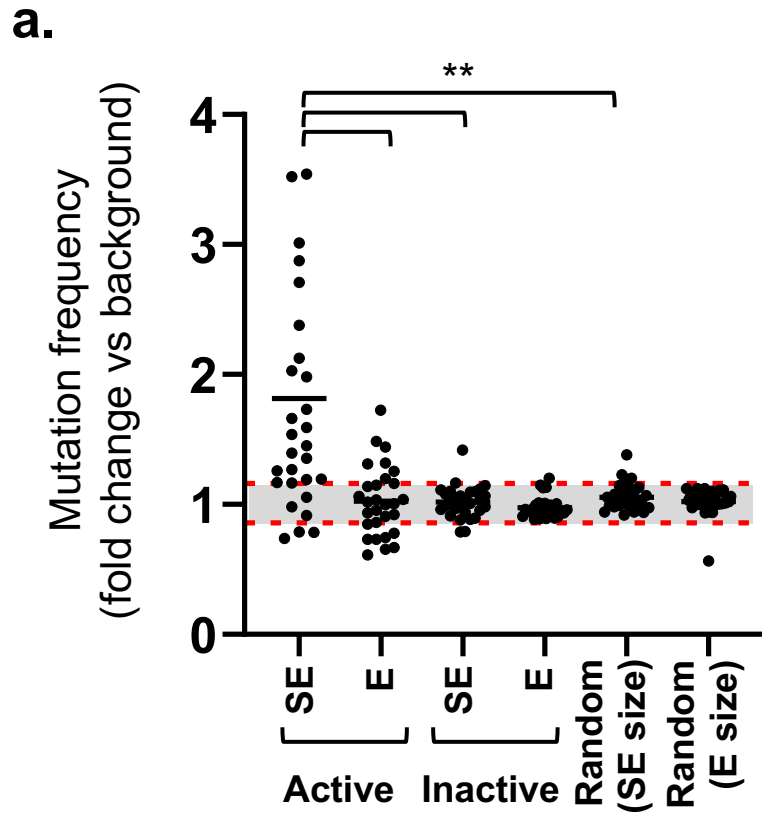 a.
**
Mutation frequency
(fold change vs background)
4
3
2
1
0
SE
E
SE
E
Random
(SE size)
Random
(E size)
Active
Inactive